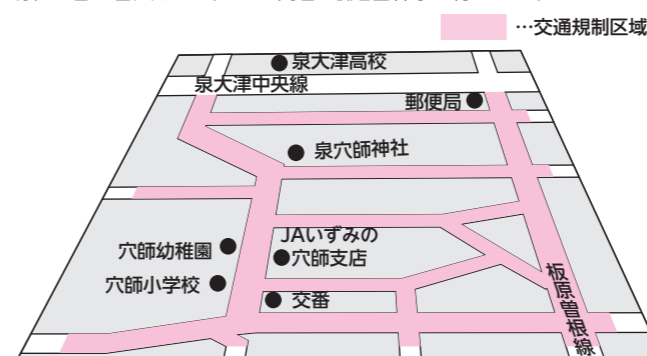 …交通規制区域
泉大津高校
泉大津中央線
郵便局
泉穴師神社
JAいずみの
穴師支店
穴師幼稚園
穴師小学校
交番
板原曽根線